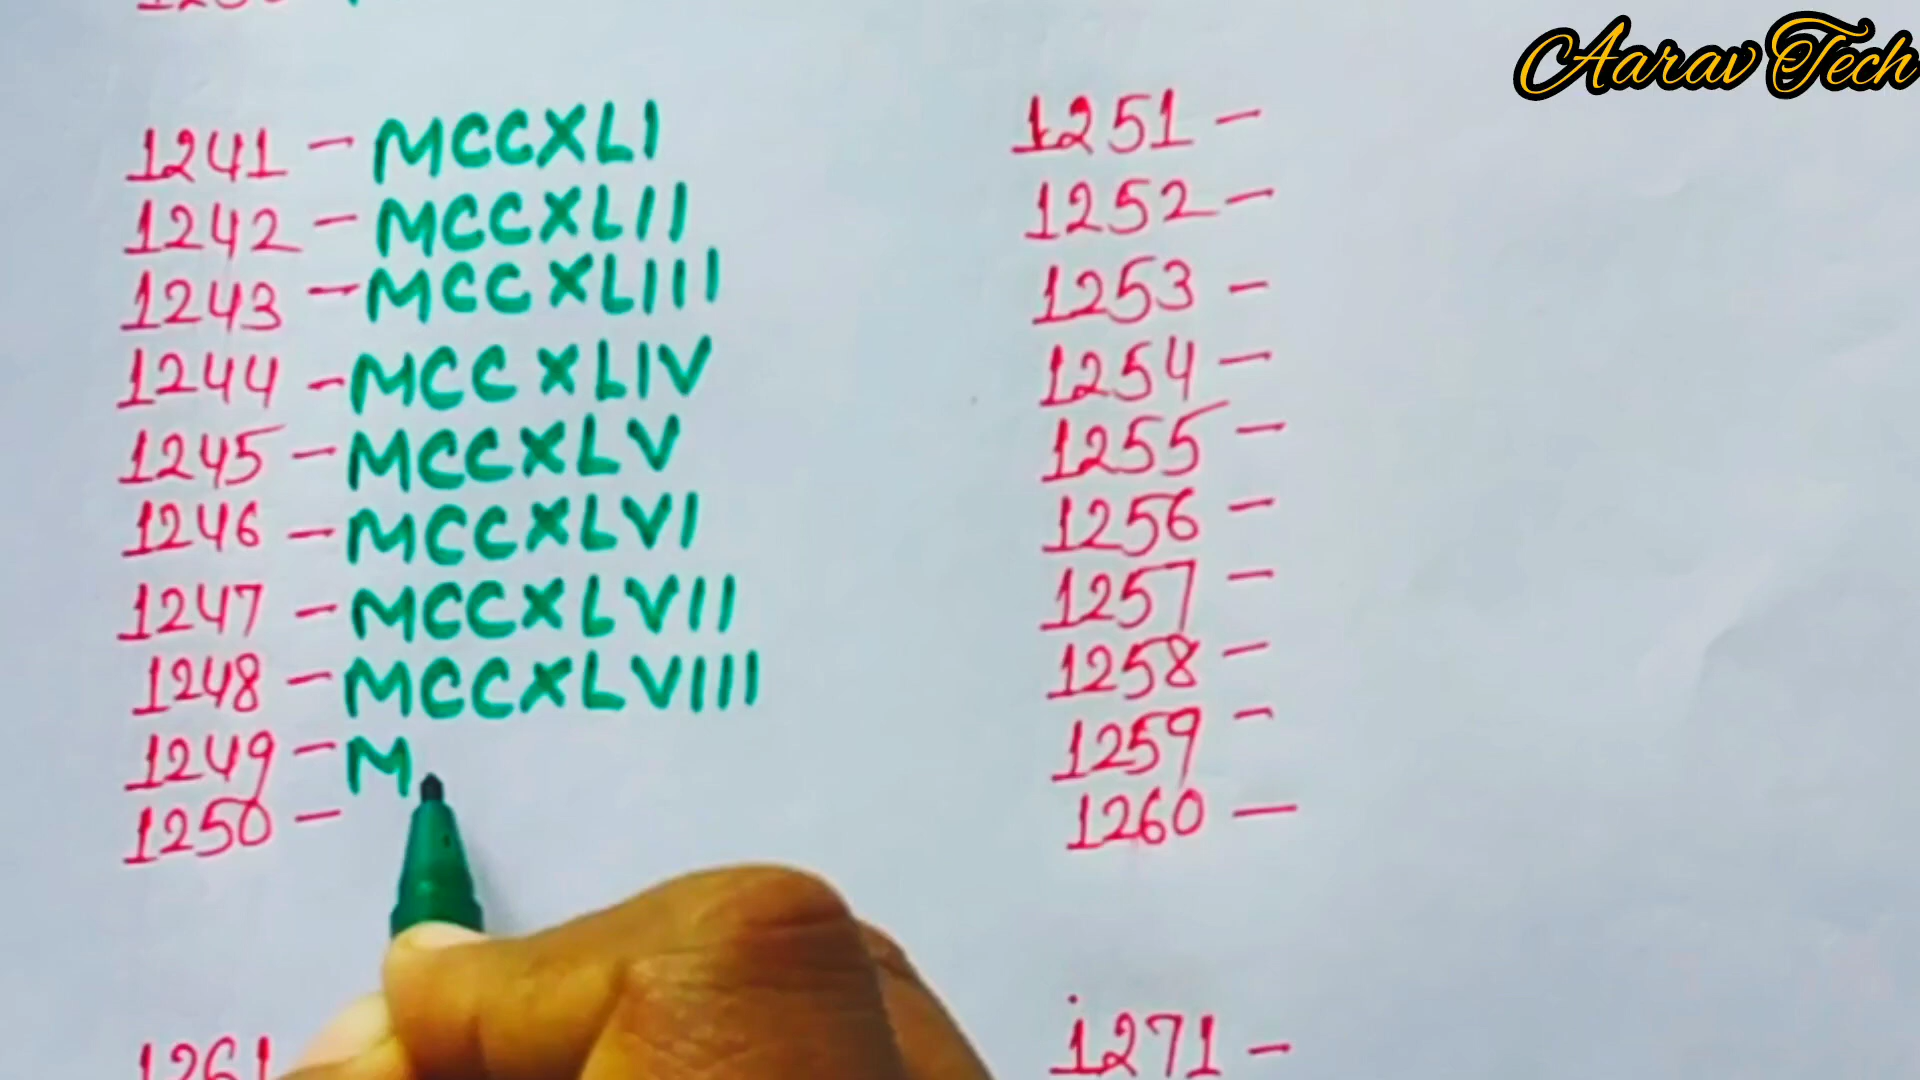 Aarav Tech
1241 - MCCXLI
1242 - MCCXLII
1243 - MCCXLIII
1244 - MCCXLIV
1245 - MCCXLV
1246 - MCCXLVI
1247 - MCCXLVII
1248 - MCCXLVIII
1249 - M
1250 -
1251 -
1252 -
1253 -
1254 -
1255 -
1256 -
1257 -
1258 -
1259 -
1260 -
1261
1271 -